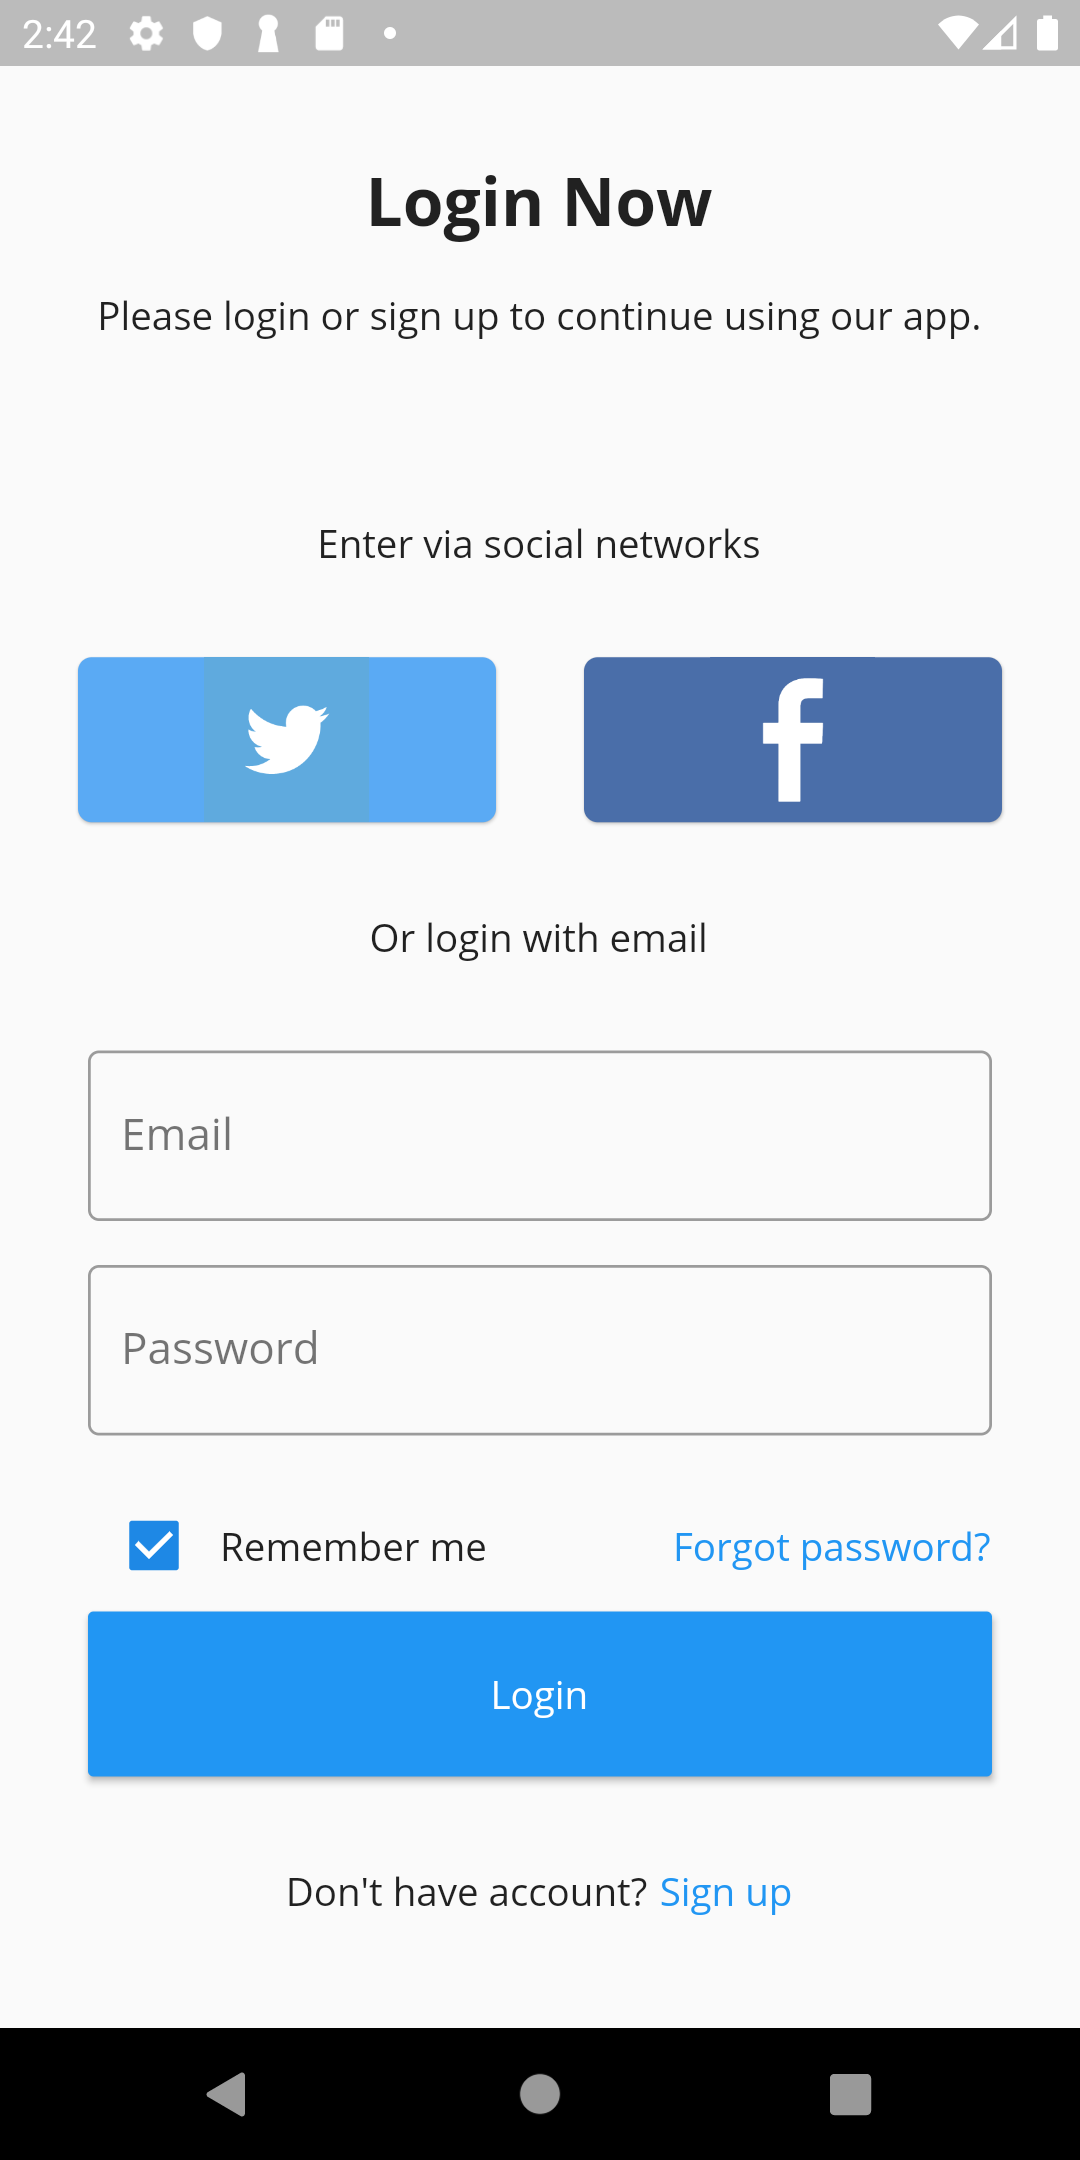 2:42
Login Now
Please login or sign up to continue using our app.
Enter via social networks
Or login with email
Email
Password
Remember me Forgot password?
Login
Don't have account? Sign up